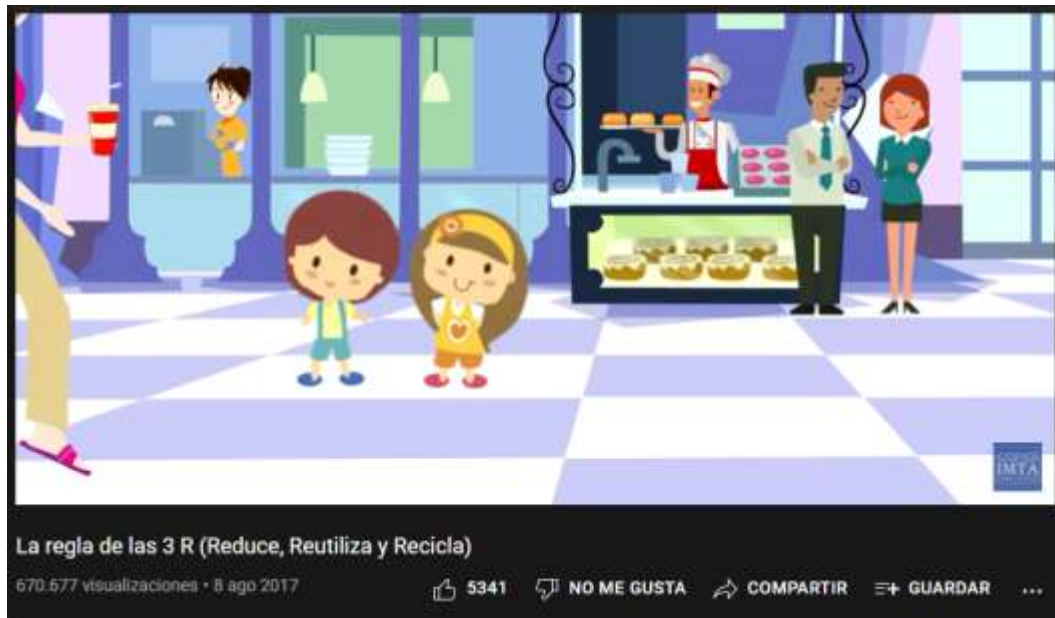 IMTA
La regla de las 3 R (Reduce, Reutiliza y Recicla)
670.677 visualizaciones • 8 ago 2017
5341 NO ME GUSTA COMPARTIR GUARDAR ...